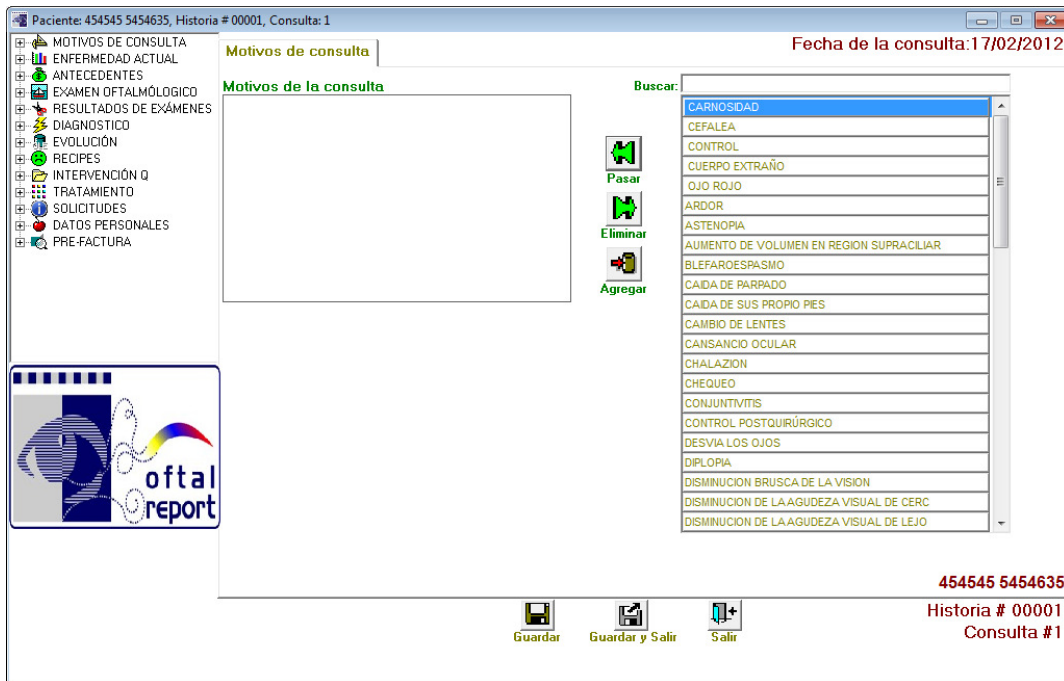 Paciente: 454545 5454635, Historia # 00001, Consulta: 1
MOTIVOS DE CONSULTA
ENFERMEDAD ACTUAL
ANTECEDENTES
EXAMEN OFTALMÓLOGICO
RESULTADOS DE EXÁMENES
DIAGNOSTICO
EVOLUCIÓN
RECIPES
INTERVENCIÓN Q
TRATAMIENTO
SOLICITUDES
DATOS PERSONALES
PRE-FACTURA
oftal
report
Motivos de consulta
Fecha de la consulta:17/02/2012
Motivos de la consulta
Pasar
Eliminar
Agregar
Buscar:
CARNOSIDAD
CEFALEA
CONTROL
CUERPO EXTRAÑO
OJO ROJO
ARDOR
ASTENOPIA
AUMENTO DE VOLUMEN EN REGION SUPRACILIAR
BLEFAROESPASMO
CAIDA DE PARPADO
CAIDA DE SUS PROPIO PIES
CAMBIO DE LENTES
CANSANCIO OCULAR
CHALAZION
CHEQUEO
CONJUNTIVITIS
CONTROL POSTQUIRÚRGICO
DESVIA LOS OJOS
DIPLOPIA
DISMINUCION BRUSCA DE LA VISION
DISMINUCION DE LA AGUDEZA VISUAL DE CERC
DISMINUCION DE LA AGUDEZA VISUAL DE LEJO
454545 5454635
Historia # 00001
Consulta #1
Guardar
Guardar y Salir
Salir